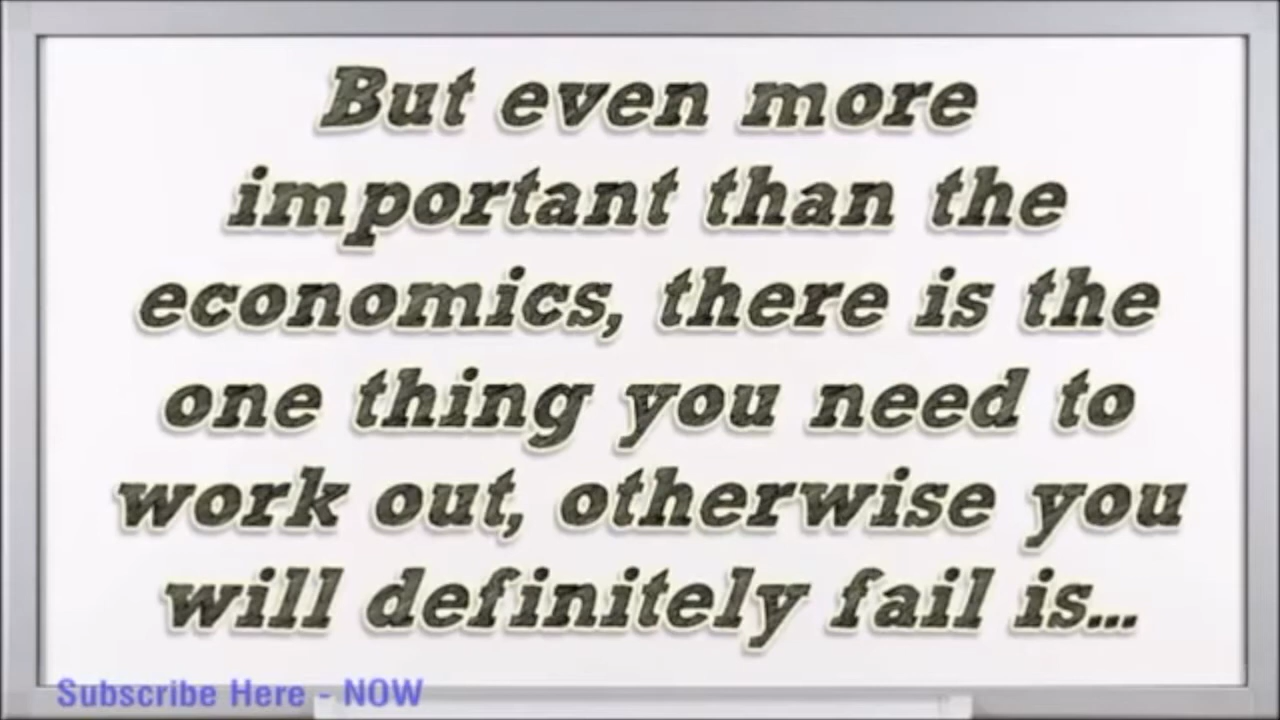 But even more
important than the
economics, there is the
one thing you need to
work out, otherwise you
will definitely fail is...
Subscribe Here - NOW